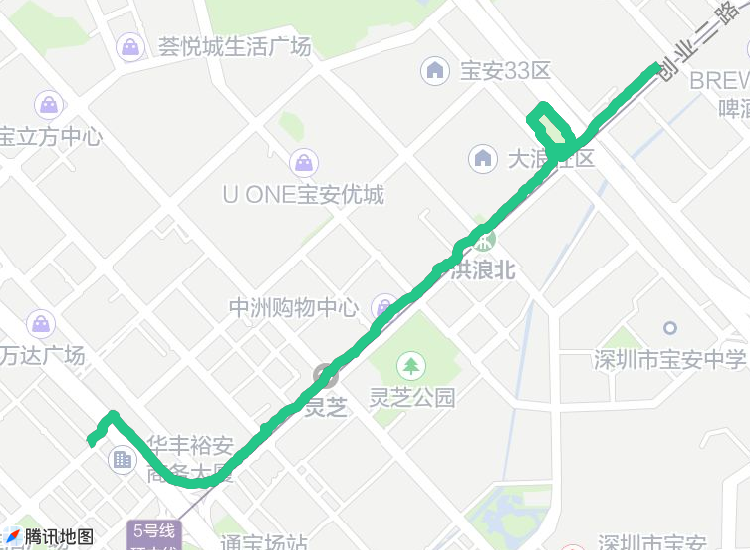 创业二路
荟悦城生活广场
宝安33区
BREW
啤酒
宝立方中心
大浪社区
U ONE宝安优城
洪浪北
中洲购物中心
万达广场
深圳市宝安中学
灵芝公园
灵芝
华丰裕安
商务大厦
5号线
通宝场站
深圳市宝安
腾讯地图